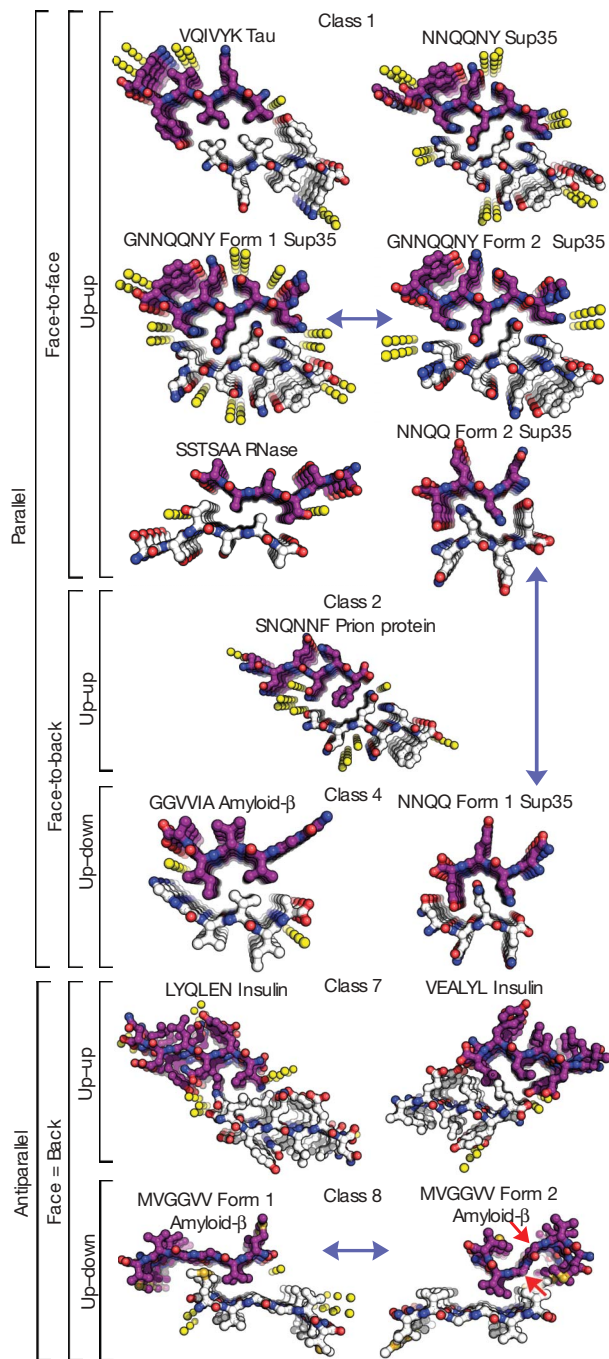 Class 1
VQIVYK Tau
NNQQNY Sup35
GNNQQNY Form 1 Sup35
GNNQQNY Form 2 Sup35
SSTSAA RNase
NNQQ Form 2 Sup35
Class 2
SNQNNF Prion protein
GGVVIA Amyloid-β
Class 4
NNQQ Form 1 Sup35
LYQLEN Insulin
Class 7
VEALYL Insulin
MVGGVV Form 1
Amyloid-β
Class 8
MVGGVV Form 2
Amyloid-β
Parallel
Face-to-face
Up–up
Face-to-back
Up–up
Up–down
Antiparallel
Face = Back
Up–up
Up–down